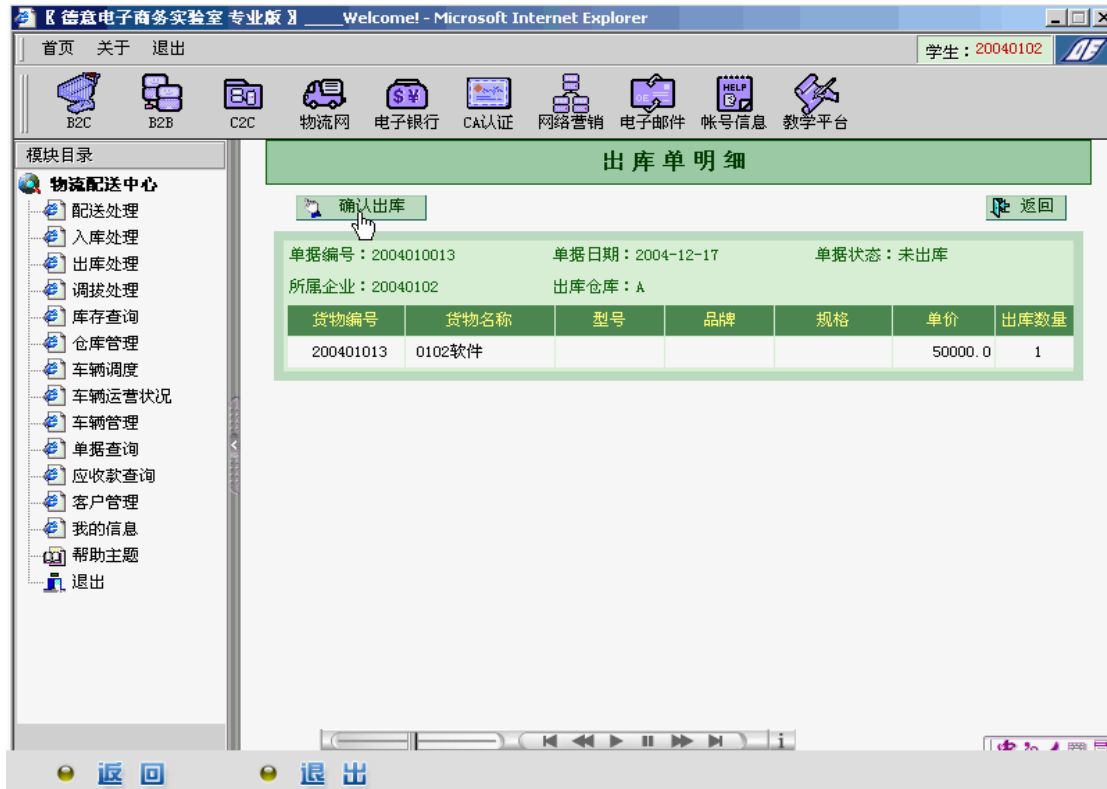 〖德意电子商务实验室 专业版〗____Welcome! - Microsoft Internet Explorer
首页 关于 退出
学生：20040102
B2C B2B C2C 物流网 电子银行 CA认证 网络营销 电子邮件 帐号信息 教学平台
模块目录
出库单明细
物流配送中心
确认出库 返回
配送处理
入库处理
出库处理
调拔处理
库存查询
仓库管理
车辆调度
车辆运营状况
车辆管理
单据查询
应收款查询
客户管理
我的信息
帮助主题
退出
单据编号：2004010013 单据日期：2004-12-17 单据状态：未出库
所属企业：20040102 出库仓库：A
货物编号 货物名称 型号 品牌 规格 单价 出库数量
200401013 0102软件 50000.0 1
返回 退出